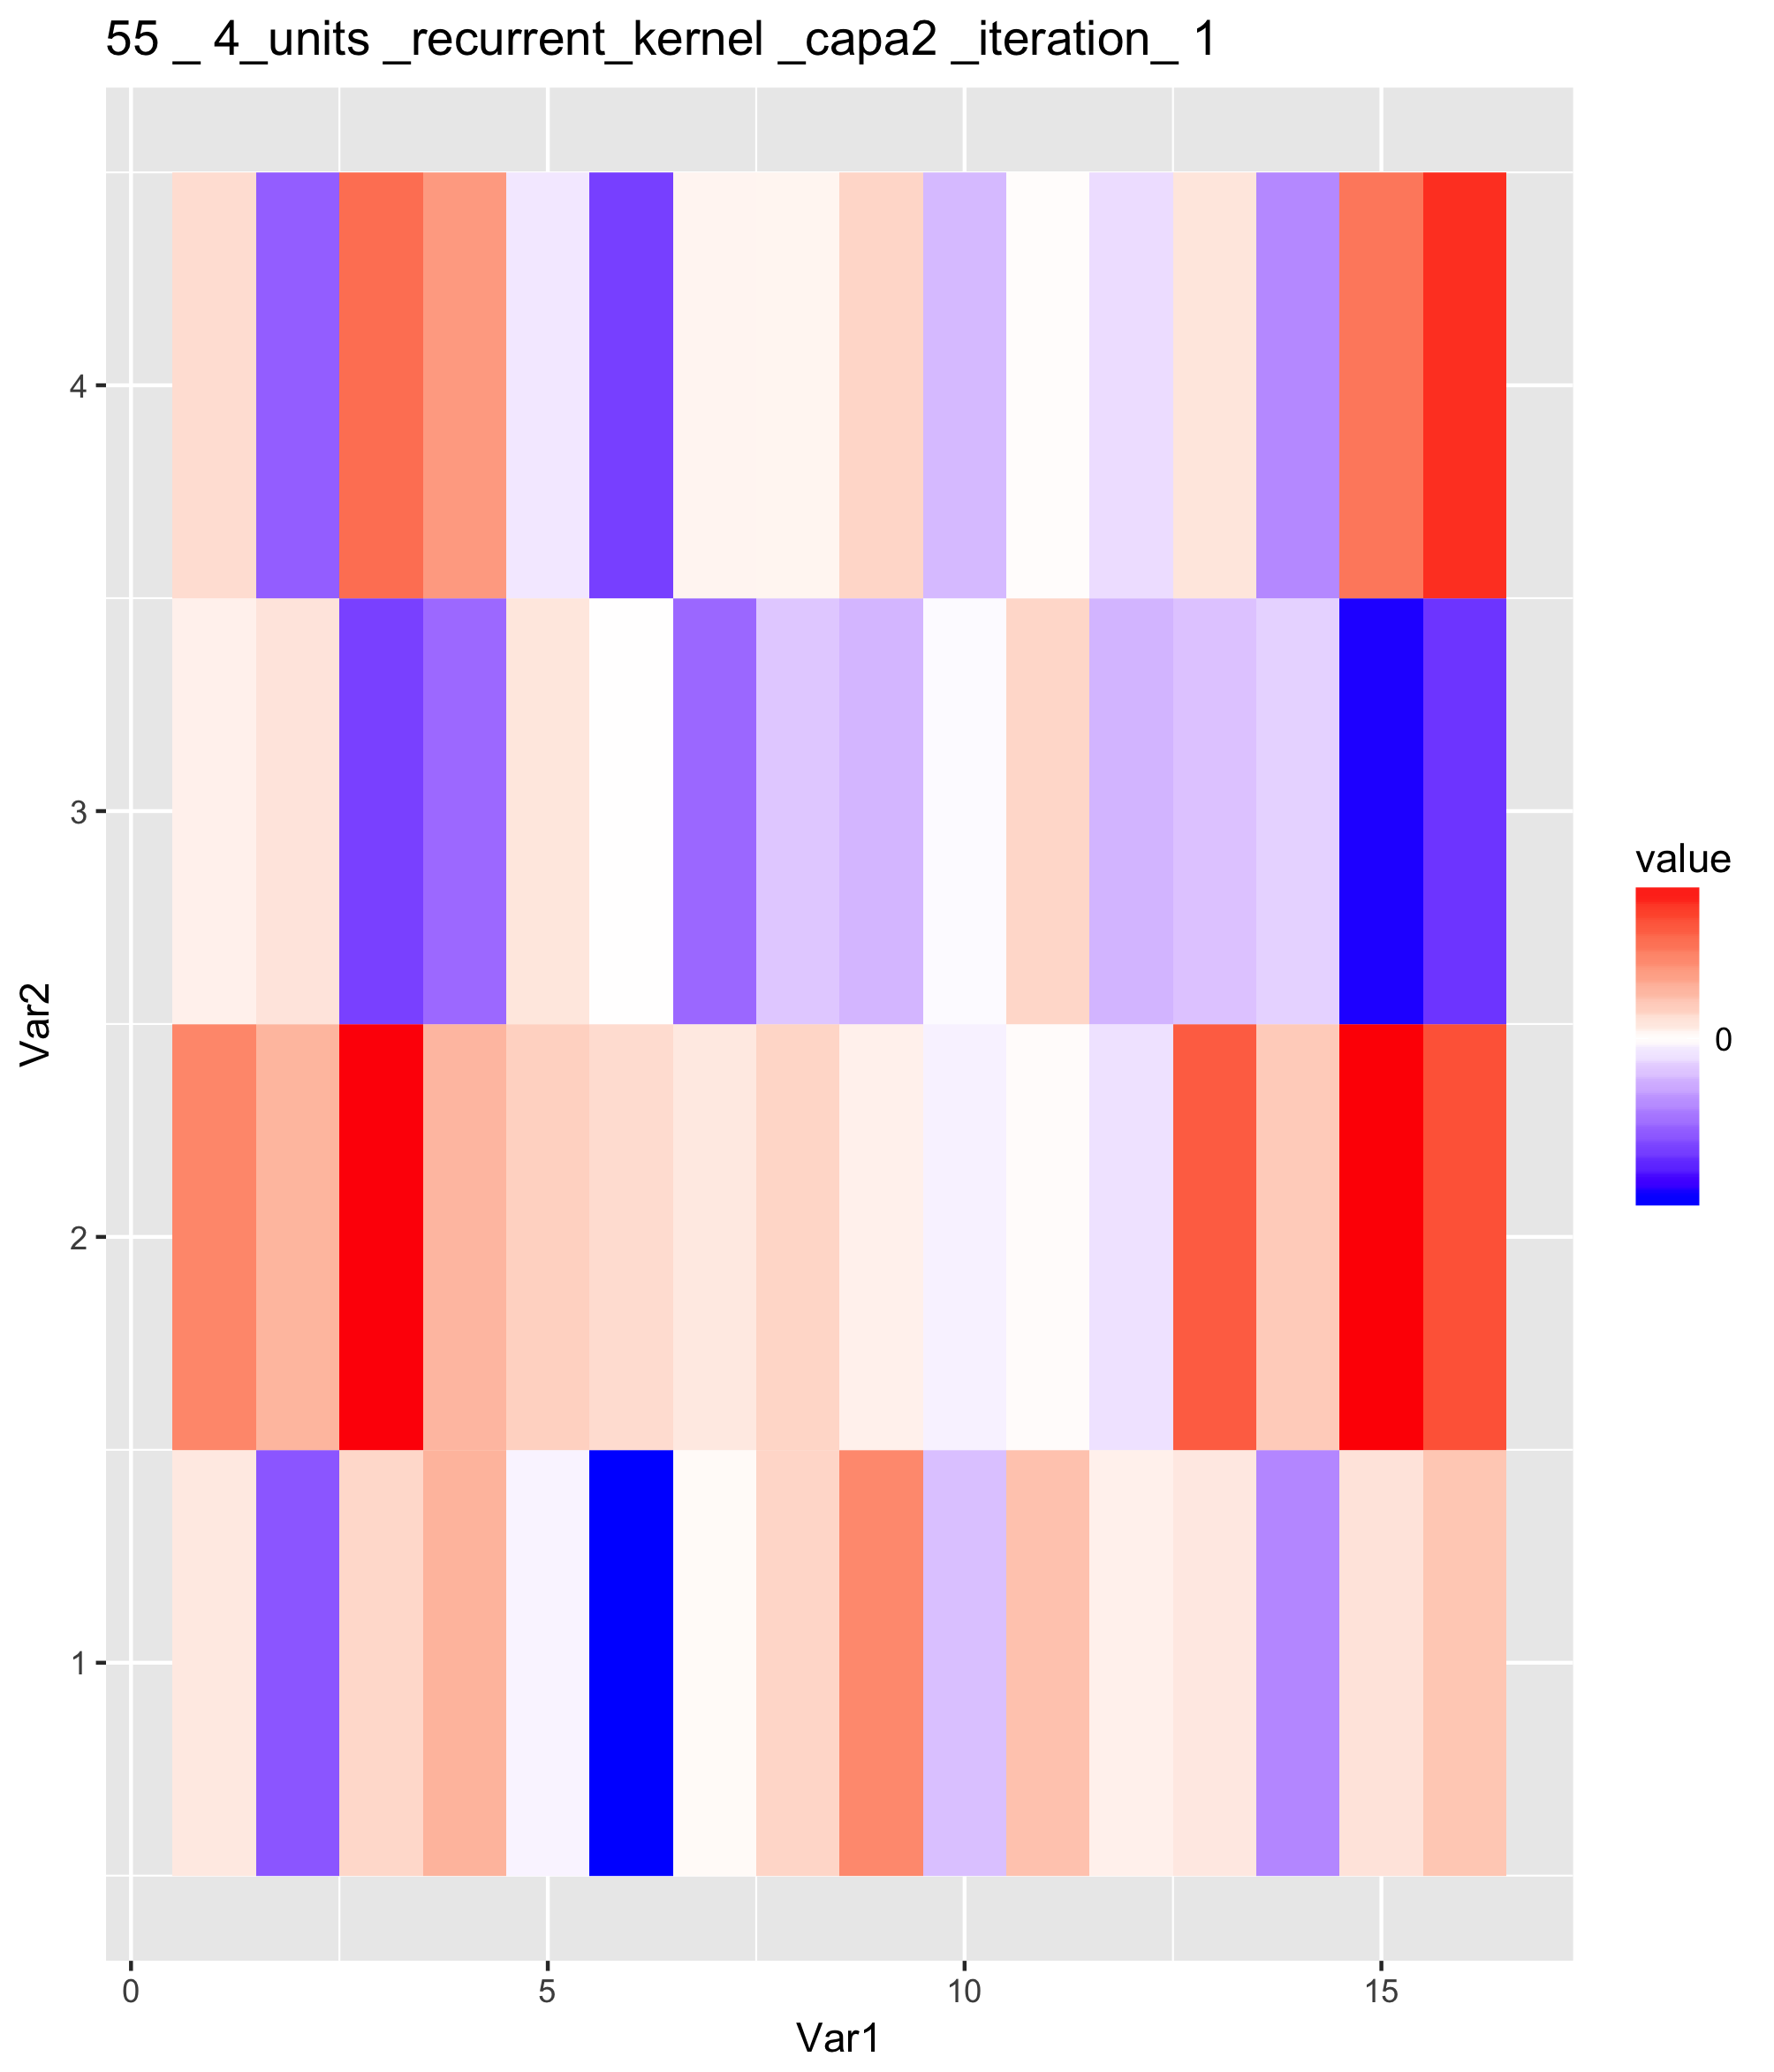 55 _ 4_units _recurrent_kernel _capa2 _iteration_ 1
4
3
2
1
Var2
0
5
10
15
Var1
value
0